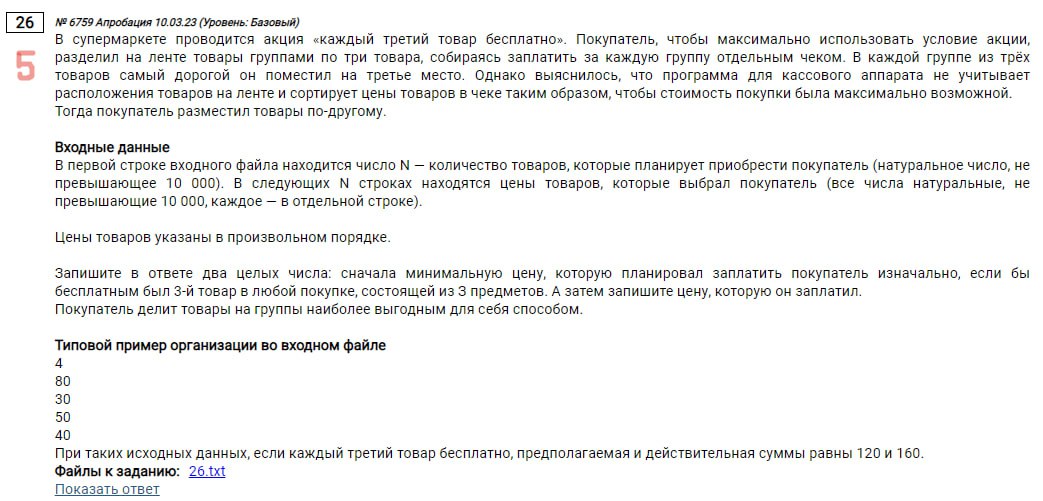 26
№ 6759 Апробация 10.03.23 (Уровень: Базовый)
5
В супермаркете проводится акция «каждый третий товар бесплатно». Покупатель, чтобы максимально использовать условие акции,
разделил на ленте товары группами по три товара, собираясь заплатить за каждую группу отдельным чеком. В каждой группе из трёх
товаров самый дорогой он поместил на третье место. Однако выяснилось, что программа для кассового аппарата не учитывает
расположения товаров на ленте и сортирует цены товаров в чеке таким образом, чтобы стоимость покупки была максимально возможной.
Тогда покупатель разместил товары по-другому.
Входные данные
В первой строке входного файла находится число N — количество товаров, которые планирует приобрести покупатель (натуральное число, не
превышающее 10 000). В следующих N строках находятся цены товаров, которые выбрал покупатель (все числа натуральные, не
превышающие 10 000, каждое — в отдельной строке).
Цены товаров указаны в произвольном порядке.
Запишите в ответе два целых числа: сначала минимальную цену, которую планировал заплатить покупатель изначально, если бы
бесплатным был 3-й товар в любой покупке, состоящей из 3 предметов. А затем запишите цену, которую он заплатил.
Покупатель делит товары на группы наиболее выгодным для себя способом.
Типовой пример организации во входном файле
4
80
30
50
40
При таких исходных данных, если каждый третий товар бесплатно, предполагаемая и действительная суммы равны 120 и 160.
Файлы к заданию: 26.txt
Показать ответ